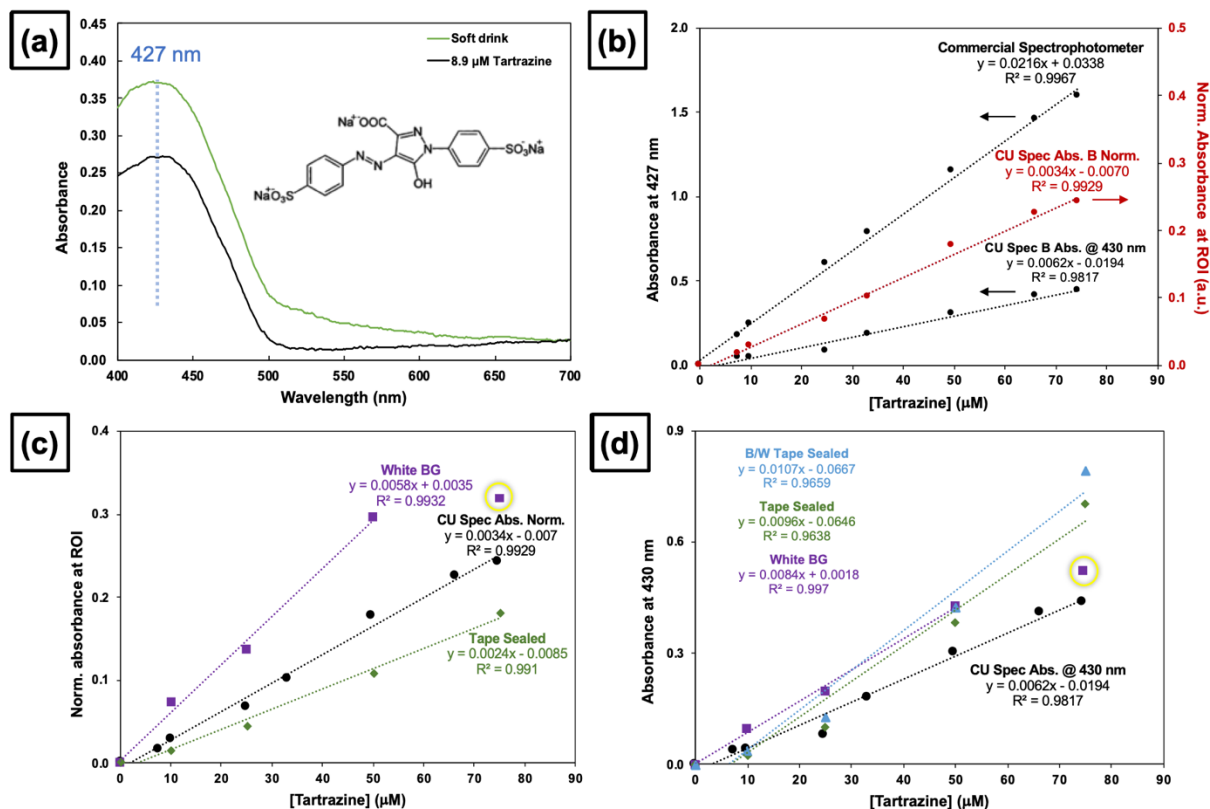 (a)
0.45
0.40
0.35
0.30
0.25
0.20
0.15
0.10
0.05
0.00
Absorbance
427 nm
Soft drink
8.9 µM Tartrazine
Na⁺⁻OOC
N
N
N
N
OH
SO₃⁻Na⁺
Na⁺⁻O₃S
400
450
500
550
600
650
700
Wavelength (nm)
(b)
2.0
1.5
1.0
0.5
0.0
Absorbance at 427 nm
Commercial Spectrophotometer
y = 0.0216x + 0.0338
R² = 0.9967
CU Spec Abs. B Norm.
y = 0.0034x - 0.0070
R² = 0.9929
CU Spec B Abs. @ 430 nm
y = 0.0062x - 0.0194
R² = 0.9817
0.5
0.4
0.3
0.2
0.1
0.0
Norm. Absorbance at ROI (a.u.)
0
10
20
30
40
50
60
70
80
90
[Tartrazine] (µM)
(c)
0.4
0.3
0.2
0.1
0.0
Norm. absorbance at ROI
White BG
y = 0.0058x + 0.0035
R² = 0.9932
CU Spec Abs. Norm.
y = 0.0034x - 0.007
R² = 0.9929
Tape Sealed
y = 0.0024x - 0.0085
R² = 0.991
0
10
20
30
40
50
60
70
80
90
[Tartrazine] (µM)
(d)
0.9
0.6
0.3
0.0
Absorbance at 430 nm
B/W Tape Sealed
y = 0.0107x - 0.0667
R² = 0.9659
Tape Sealed
y = 0.0096x - 0.0646
R² = 0.9638
White BG
y = 0.0084x + 0.0018
R² = 0.997
CU Spec Abs. @ 430 nm
y = 0.0062x - 0.0194
R² = 0.9817
0
10
20
30
40
50
60
70
80
90
[Tartrazine] (µM)